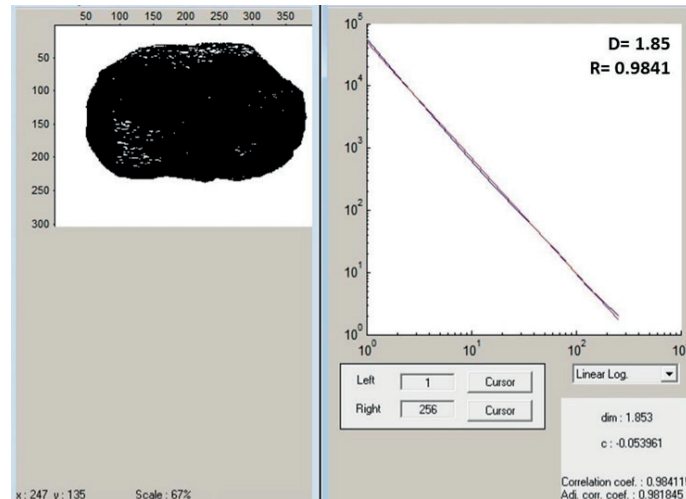 50 100 150 200 250 300 350
50
100
150
200
250
300
x : 247 y : 135 Scale : 67%
10^5
10^4
10^3
10^2
10^1
10^0
10^0 10^1 10^2 10
D= 1.85
R= 0.9841
Left 1 Cursor
Right 256 Cursor
Linear Log.
dim : 1.853
c : -0.053961
Correlation coef. : 0.98411
Adj. corr. coef. : 0.981845